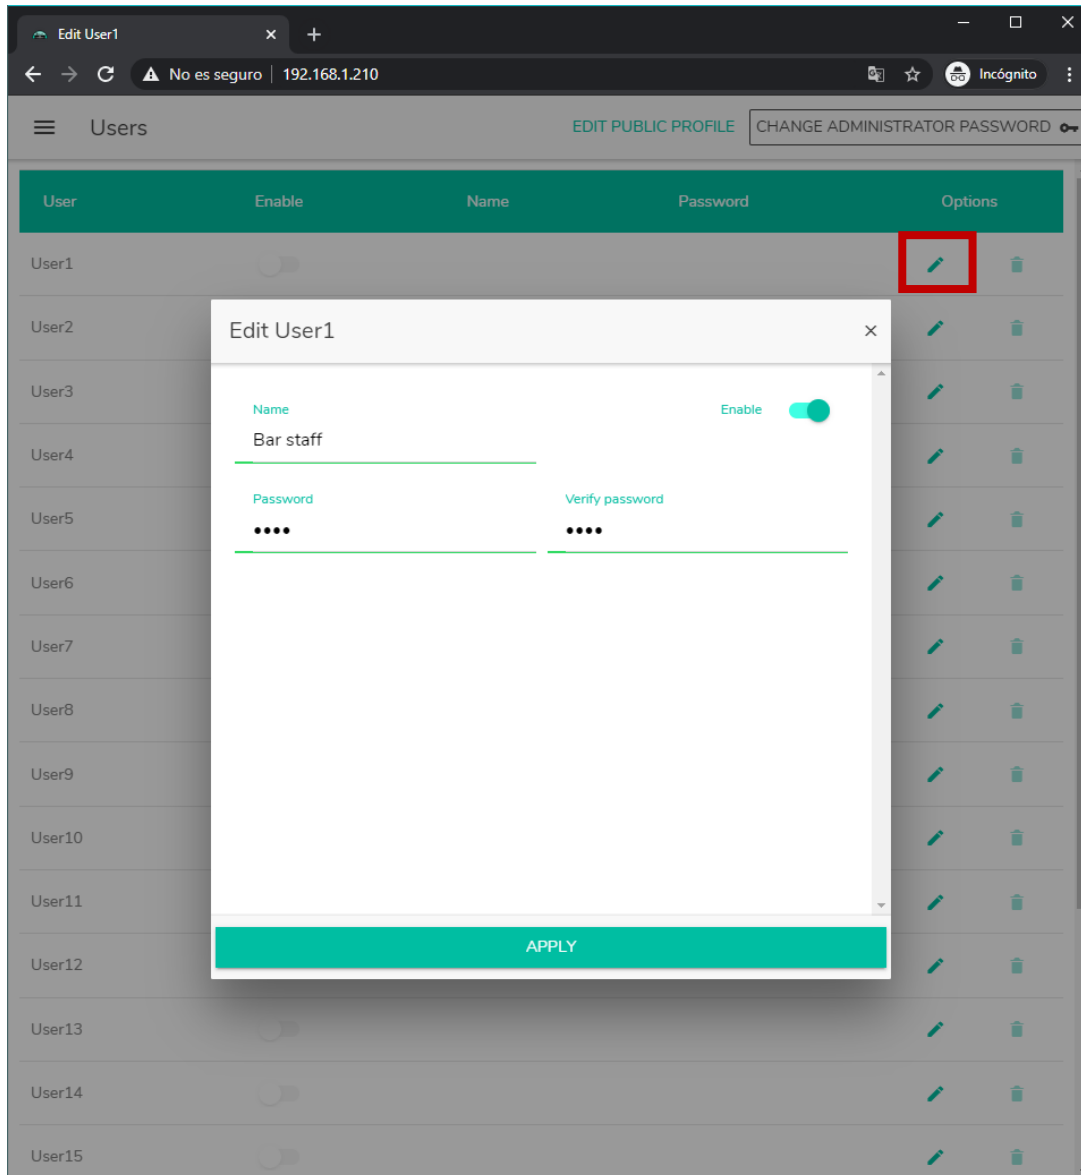 Edit User1
No es seguro | 192.168.1.210
Incógnito
Users
EDIT PUBLIC PROFILE
CHANGE ADMINISTRATOR PASSWORD
User Enable Name Password Options
User1
User2
User3
User4
User5
User6
User7
User8
User9
User10
User11
User12
User13
User14
User15
Edit User1
Name
Enable
Bar staff
Password
Verify password
••••
••••
APPLY